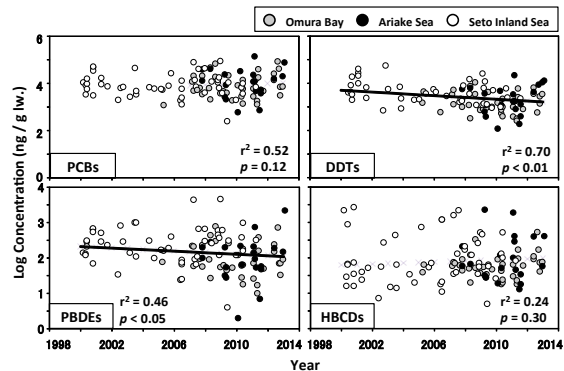 Omura Bay Ariake Sea Seto Inland Sea
Log Concentration (ng / g lw.)
6
4
2
0
PCBs
r² = 0.52
p = 0.12
DDTs
r² = 0.70
p < 0.01
4
3
2
1
0
PBDEs
r² = 0.46
p < 0.05
HBCDs
r² = 0.24
p = 0.30
1998 2002 2006 2010 2014 1998 2002 2006 2010 2014
Year